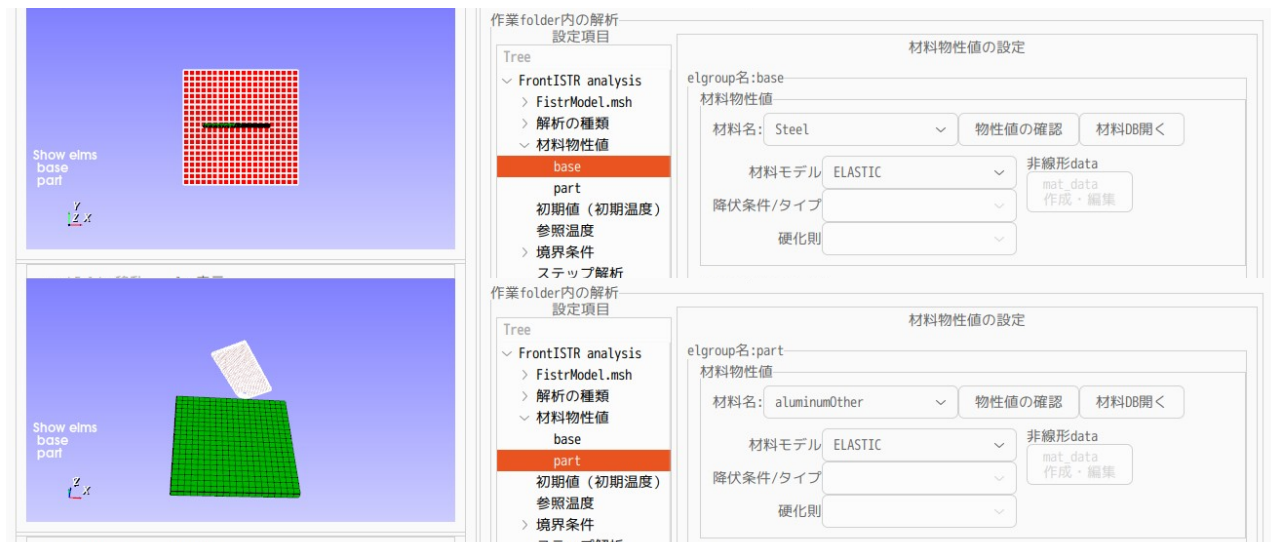 Show elms
base
part
Y
Z X
作業folder内の解析
設定項目
Tree
FrontISTR analysis
FistrModel.msh
解析の種類
材料物性値
base
part
初期値（初期温度）
参照温度
境界条件
ステップ解析
材料物性値の設定
elgroup名:base
材料物性値
材料名: Steel 物性値の確認 材料DB開く
材料モデル ELASTIC
降伏条件/タイプ
硬化則
非線形data
mat_data
作成・編集
Show elms
base
part
Z
X
作業folder内の解析
設定項目
Tree
FrontISTR analysis
FistrModel.msh
解析の種類
材料物性値
base
part
初期値（初期温度）
参照温度
境界条件
材料物性値の設定
elgroup名:part
材料物性値
材料名: aluminumOther 物性値の確認 材料DB開く
材料モデル ELASTIC
降伏条件/タイプ
硬化則
非線形data
mat_data
作成・編集